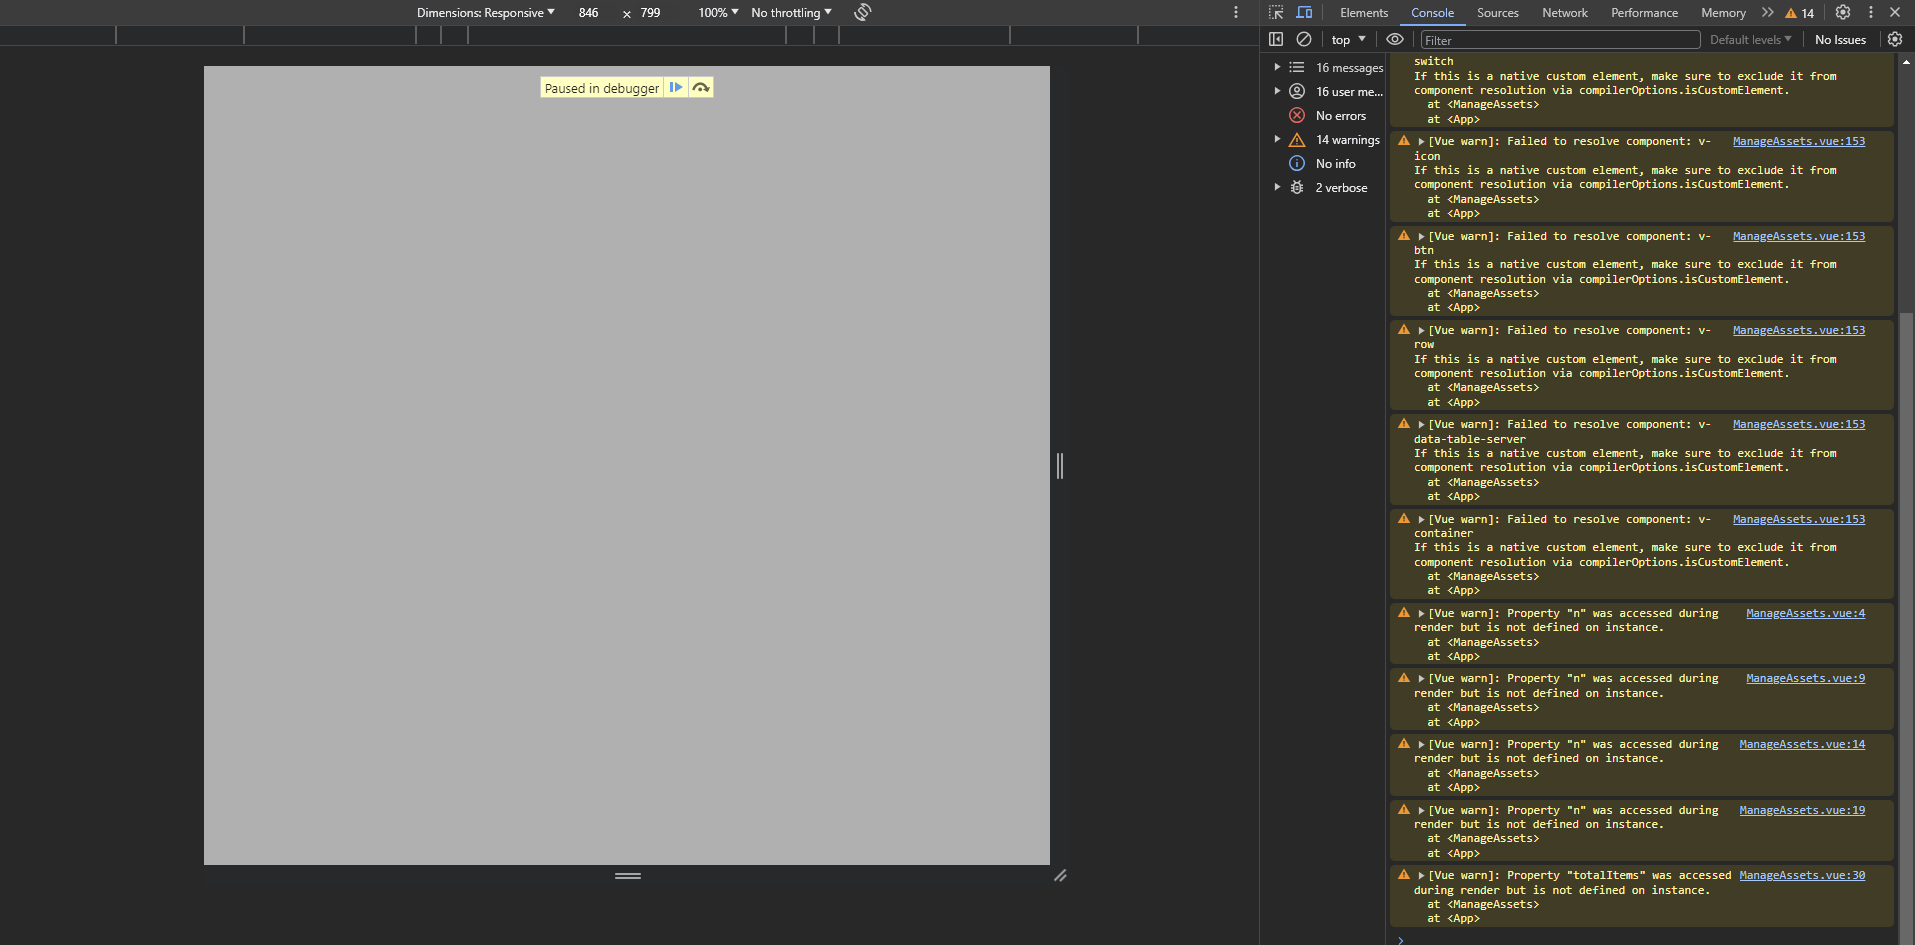 Dimensions: Responsive 846 × 799 100% No throttling
Elements Console Sources Network Performance Memory 14
top Filter Default levels No Issues
Paused in debugger
16 messages
16 user me...
No errors
14 warnings
No info
2 verbose
switch
If this is a native custom element, make sure to exclude it from
component resolution via compilerOptions.isCustomElement.
at <ManageAssets>
at <App>
[Vue warn]: Failed to resolve component: v- ManageAssets.vue:153
icon
If this is a native custom element, make sure to exclude it from
component resolution via compilerOptions.isCustomElement.
at <ManageAssets>
at <App>
[Vue warn]: Failed to resolve component: v- ManageAssets.vue:153
btn
If this is a native custom element, make sure to exclude it from
component resolution via compilerOptions.isCustomElement.
at <ManageAssets>
at <App>
[Vue warn]: Failed to resolve component: v- ManageAssets.vue:153
row
If this is a native custom element, make sure to exclude it from
component resolution via compilerOptions.isCustomElement.
at <ManageAssets>
at <App>
[Vue warn]: Failed to resolve component: v- ManageAssets.vue:153
data-table-server
If this is a native custom element, make sure to exclude it from
component resolution via compilerOptions.isCustomElement.
at <ManageAssets>
at <App>
[Vue warn]: Failed to resolve component: v- ManageAssets.vue:153
container
If this is a native custom element, make sure to exclude it from
component resolution via compilerOptions.isCustomElement.
at <ManageAssets>
at <App>
[Vue warn]: Property "n" was accessed during ManageAssets.vue:4
render but is not defined on instance.
at <ManageAssets>
at <App>
[Vue warn]: Property "n" was accessed during ManageAssets.vue:9
render but is not defined on instance.
at <ManageAssets>
at <App>
[Vue warn]: Property "n" was accessed during ManageAssets.vue:14
render but is not defined on instance.
at <ManageAssets>
at <App>
[Vue warn]: Property "n" was accessed during ManageAssets.vue:19
render but is not defined on instance.
at <ManageAssets>
at <App>
[Vue warn]: Property "totalItems" was accessed ManageAssets.vue:30
during render but is not defined on instance.
at <ManageAssets>
at <App>